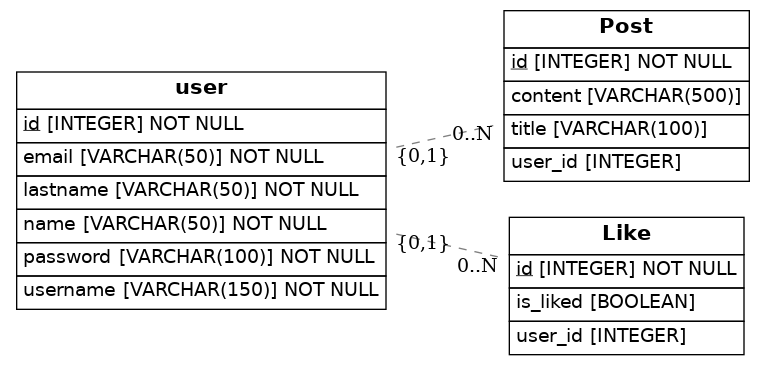 user
id [INTEGER] NOT NULL
email [VARCHAR(50)] NOT NULL
lastname [VARCHAR(50)] NOT NULL
name [VARCHAR(50)] NOT NULL
password [VARCHAR(100)] NOT NULL
username [VARCHAR(150)] NOT NULL
0..N
{0,1}
{0,1}
0..N
Post
id [INTEGER] NOT NULL
content [VARCHAR(500)]
title [VARCHAR(100)]
user_id [INTEGER]
Like
id [INTEGER] NOT NULL
is_liked [BOOLEAN]
user_id [INTEGER]